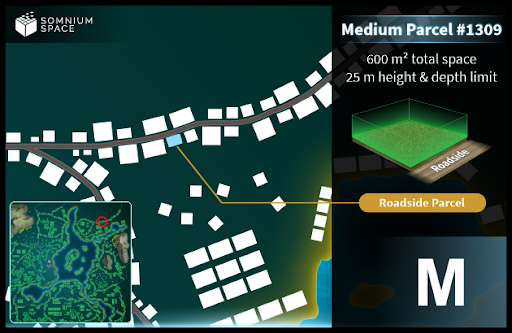 SOMNIUM
SPACE
Medium Parcel #1309
600 m² total space
25 m height & depth limit
Roadside
Roadside Parcel
M